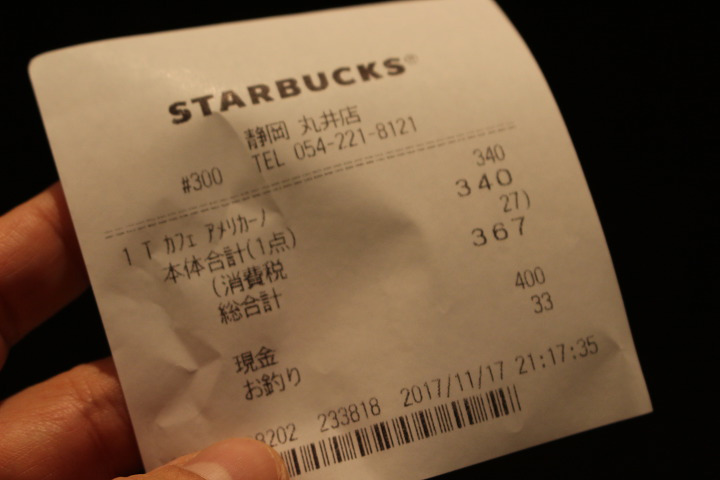 STARBUCKS®
静岡 丸井店
#300 TEL 054-221-8121
1 T カフェ アメリカーノ 340
本体合計(1点) 340
(消費税 27)
総合計 367
現金 400
お釣り 33
8202 233818 2017/11/17 21:17:35